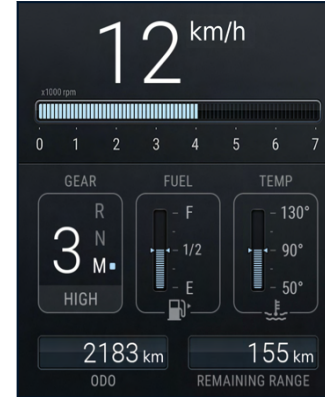 12 km/h
x1000 rpm
0 1 2 3 4 5 6 7
GEAR
R
3 N
M
HIGH
FUEL
F
1/2
E
TEMP
130°
90°
50°
2183 km
ODO
155 km
REMAINING RANGE